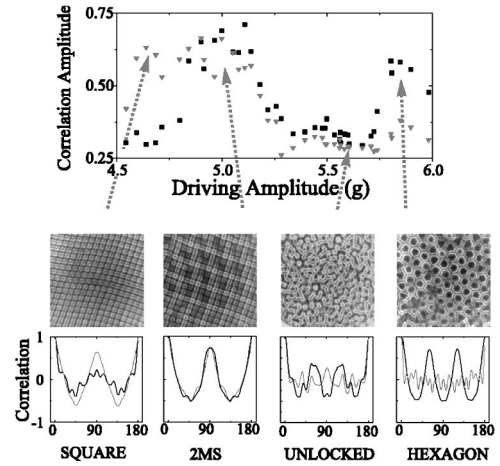 Correlation Amplitude
0.75
0.50
0.25
4.5 5.0 5.5 6.0
Driving Amplitude (g)
Correlation
1
0
-1
0 90 180 0 90 180 0 90 180 0 90 180
SQUARE 2MS UNLOCKED HEXAGON